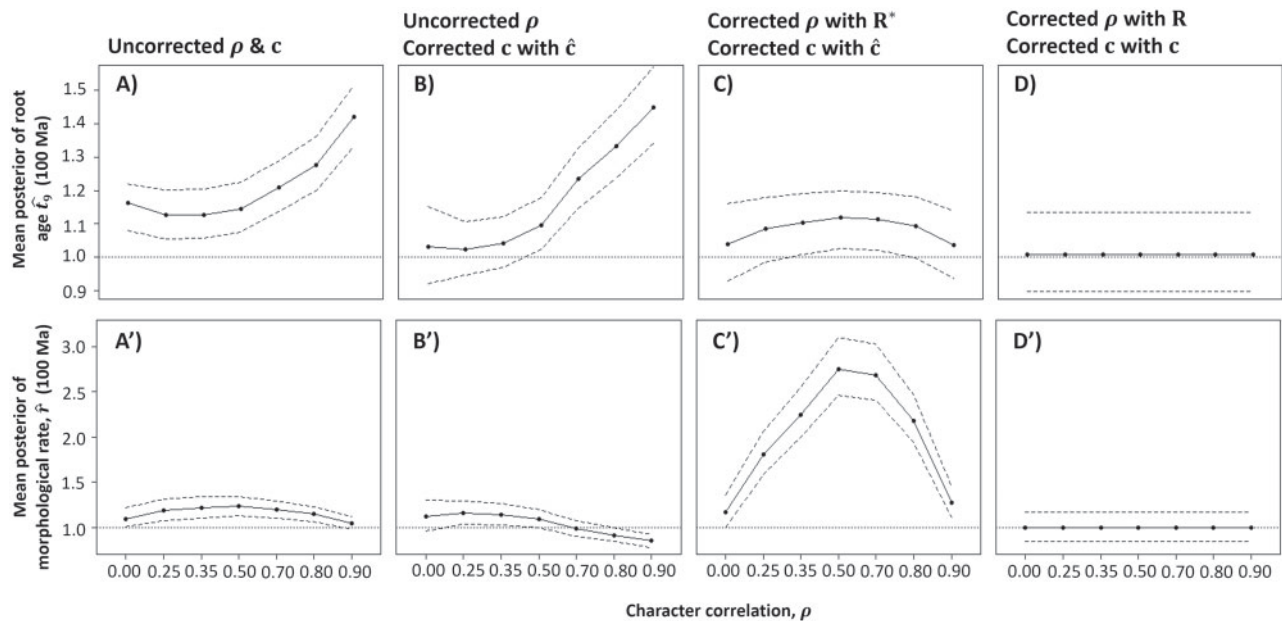 Uncorrected ρ & c
Uncorrected ρ
Corrected c with ĉ
Corrected ρ with R*
Corrected c with ĉ
Corrected ρ with R
Corrected c with c
Mean posterior of root
age t̂₉ (100 Ma)
1.5
1.4
1.3
1.2
1.1
1.0
0.9
A)
B)
C)
D)
Mean posterior of
morphological rate, r̂ (100 Ma)
3.0
2.5
2.0
1.5
1.0
A’)
B’)
C’)
D’)
0.00 0.25 0.35 0.50 0.70 0.80 0.90
0.00 0.25 0.35 0.50 0.70 0.80 0.90
0.00 0.25 0.35 0.50 0.70 0.80 0.90
0.00 0.25 0.35 0.50 0.70 0.80 0.90
Character correlation, ρ